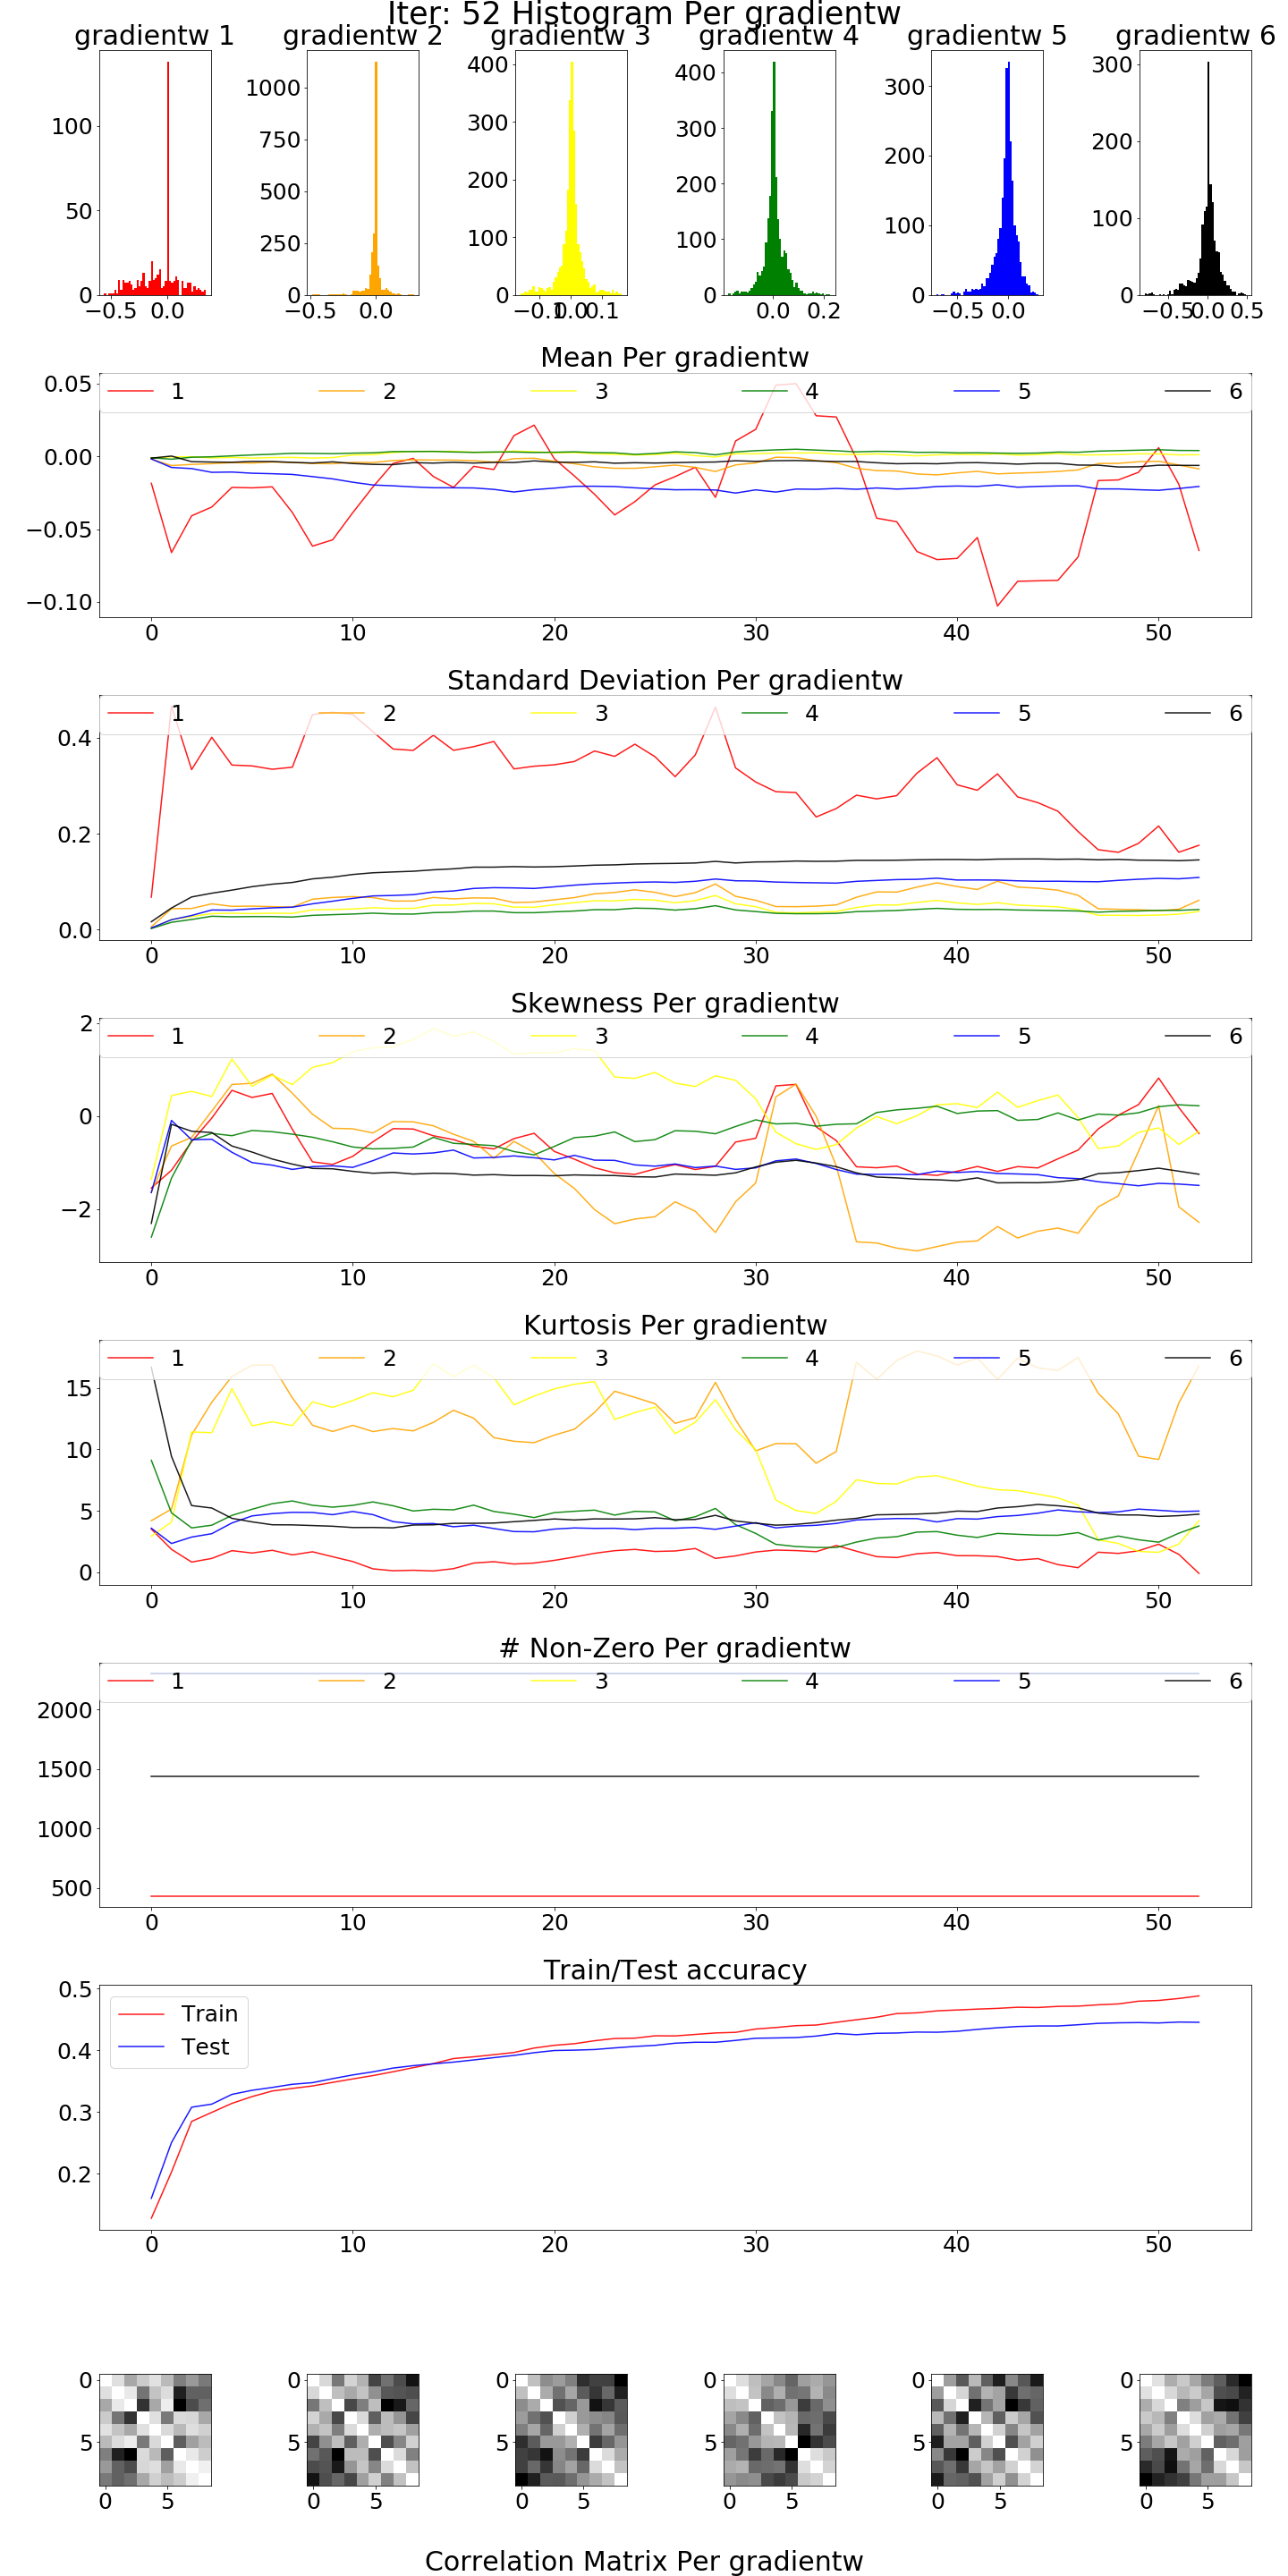 Iter: 52 Histogram Per gradientw
gradientw 1 gradientw 2 gradientw 3 gradientw 4 gradientw 5 gradientw 6
100
50
0
−0.5 0.0
1000
750
500
250
0
−0.5 0.0
400
300
200
100
0
−0.1 0.0 0.1
400
300
200
100
0
0.0 0.2
300
200
100
0
−0.5 0.0
300
200
100
0
−0.5 0.0 0.5
Mean Per gradientw
1 2 3 4 5 6
0.05
0.00
−0.05
−0.10
0 10 20 30 40 50
Standard Deviation Per gradientw
1 2 3 4 5 6
0.4
0.2
0.0
0 10 20 30 40 50
Skewness Per gradientw
1 2 3 4 5 6
2
0
−2
0 10 20 30 40 50
Kurtosis Per gradientw
1 2 3 4 5 6
15
10
5
0
0 10 20 30 40 50
# Non-Zero Per gradientw
1 2 3 4 5 6
2000
1500
1000
500
0 10 20 30 40 50
Train/Test accuracy
Train
Test
0.5
0.4
0.3
0.2
0 10 20 30 40 50
0 0 0 0 0 0
5 5 5 5 5 5
0 5 0 5 0 5 0 5 0 5 0 5
Correlation Matrix Per gradientw